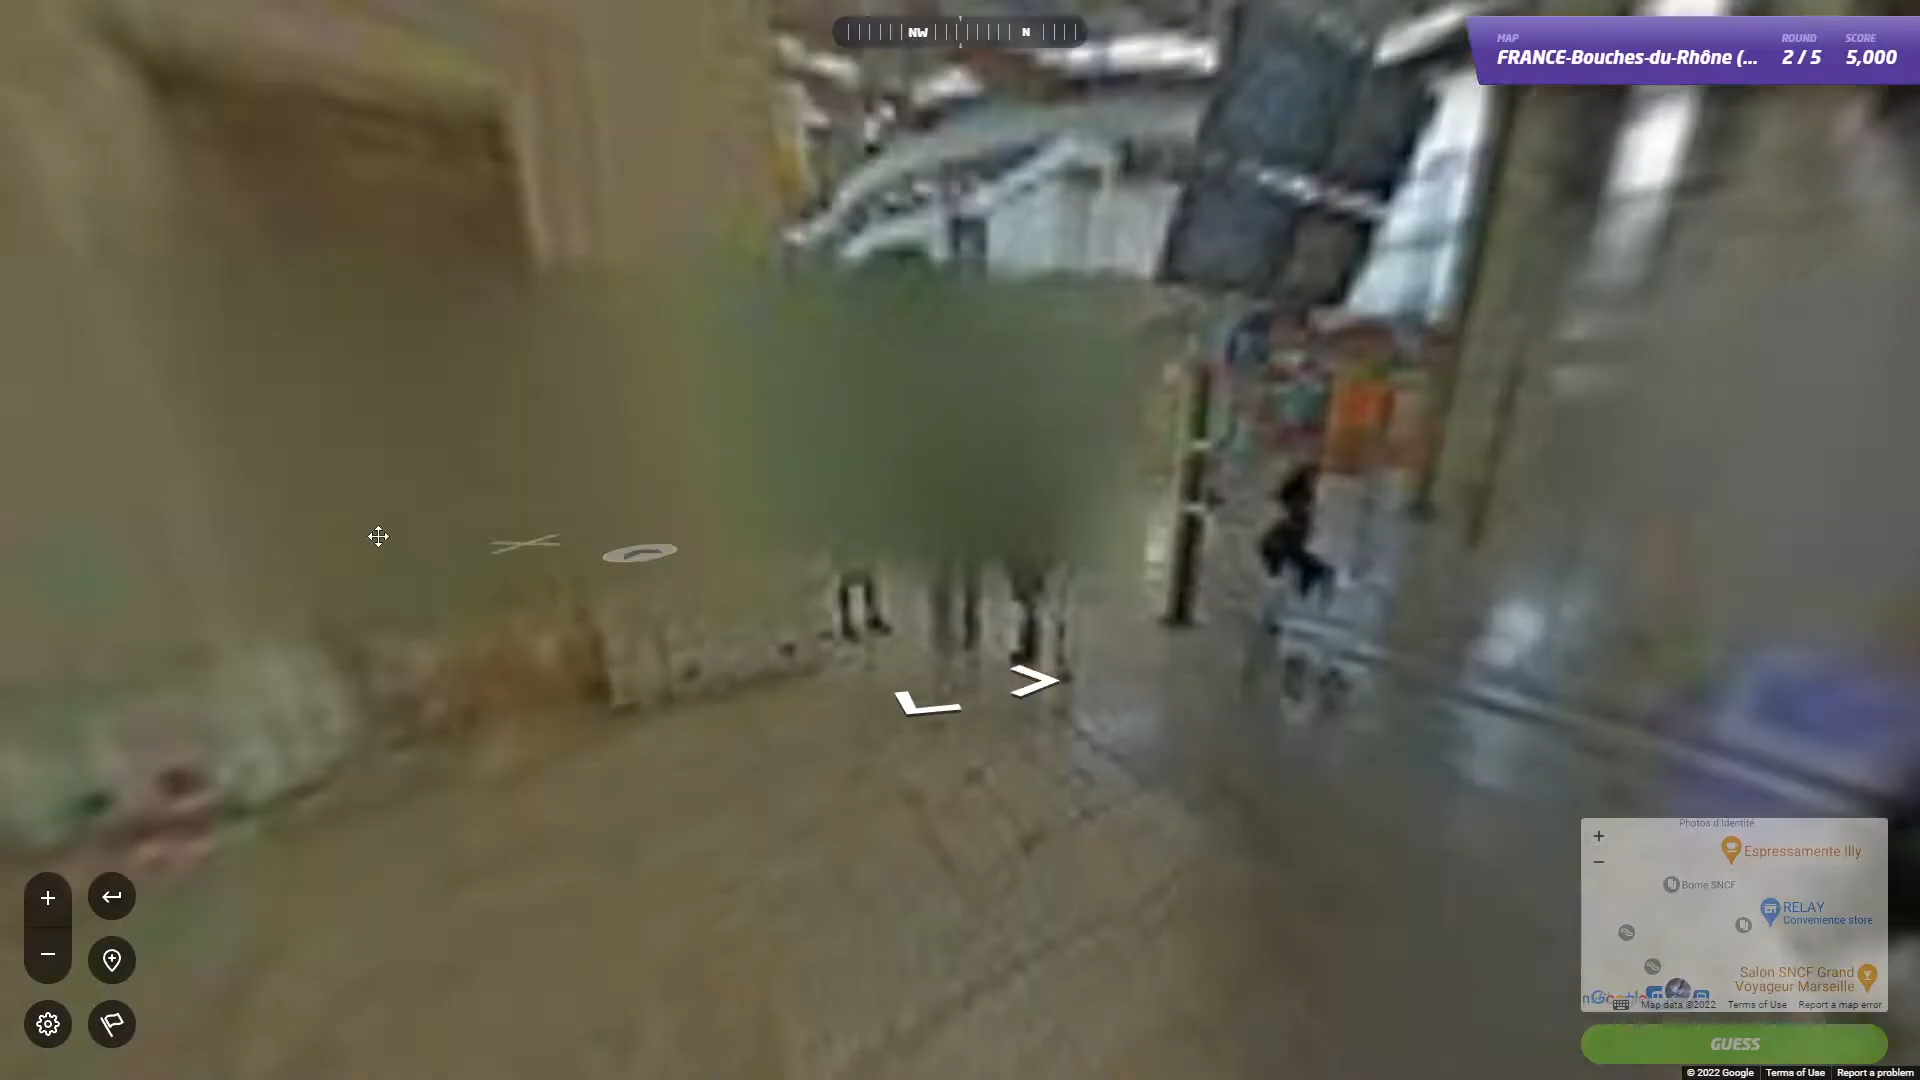 NW
N
MAP
ROUND
SCORE
FRANCE-Bouches-du-Rhône (...
2 / 5
5,000
Photos d'Identité
Espressamente Illy
Borne SNCF
RELAY
Convenience store
Salon SNCF Grand
Voyageur Marseille
Google
Map data ©2022
Terms of Use
Report a map error
GUESS
© 2022 Google
Terms of Use
Report a problem